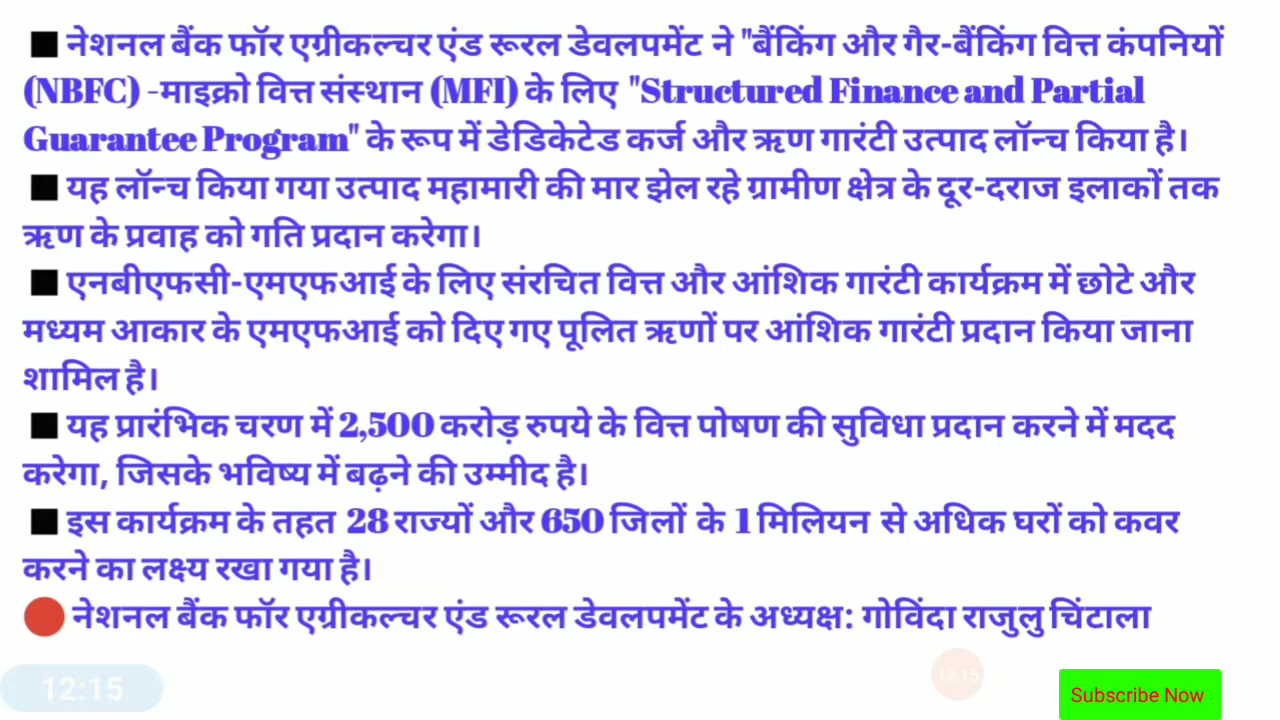 ■ नेशनल बैंक फॉर एग्रीकल्चर एंड रूरल डेवलपमेंट ने "बैंकिंग और गैर-बैंकिंग वित्त कंपनियों
(NBFC) -माइक्रो वित्त संस्थान (MFI) के लिए "Structured Finance and Partial
Guarantee Program" के रूप में डेडिकेटेड कर्ज और ऋण गारंटी उत्पाद लॉन्च किया है।
■ यह लॉन्च किया गया उत्पाद महामारी की मार झेल रहे ग्रामीण क्षेत्र के दूर-दराज इलाकों तक
ऋण के प्रवाह को गति प्रदान करेगा।
■ एनबीएफसी-एमएफआई के लिए संरचित वित्त और आंशिक गारंटी कार्यक्रम में छोटे और
मध्यम आकार के एमएफआई को दिए गए पूलित ऋणों पर आंशिक गारंटी प्रदान किया जाना
शामिल है।
■ यह प्रारंभिक चरण में 2,500 करोड़ रुपये के वित्त पोषण की सुविधा प्रदान करने में मदद
करेगा, जिसके भविष्य में बढ़ने की उम्मीद है।
■ इस कार्यक्रम के तहत 28 राज्यों और 650 जिलों के 1 मिलियन से अधिक घरों को कवर
करने का लक्ष्य रखा गया है।
🔴 नेशनल बैंक फॉर एग्रीकल्चर एंड रूरल डेवलपमेंट के अध्यक्ष: गोविंदा राजुलु चिंटाला
12:15
12:15
Subscribe Now